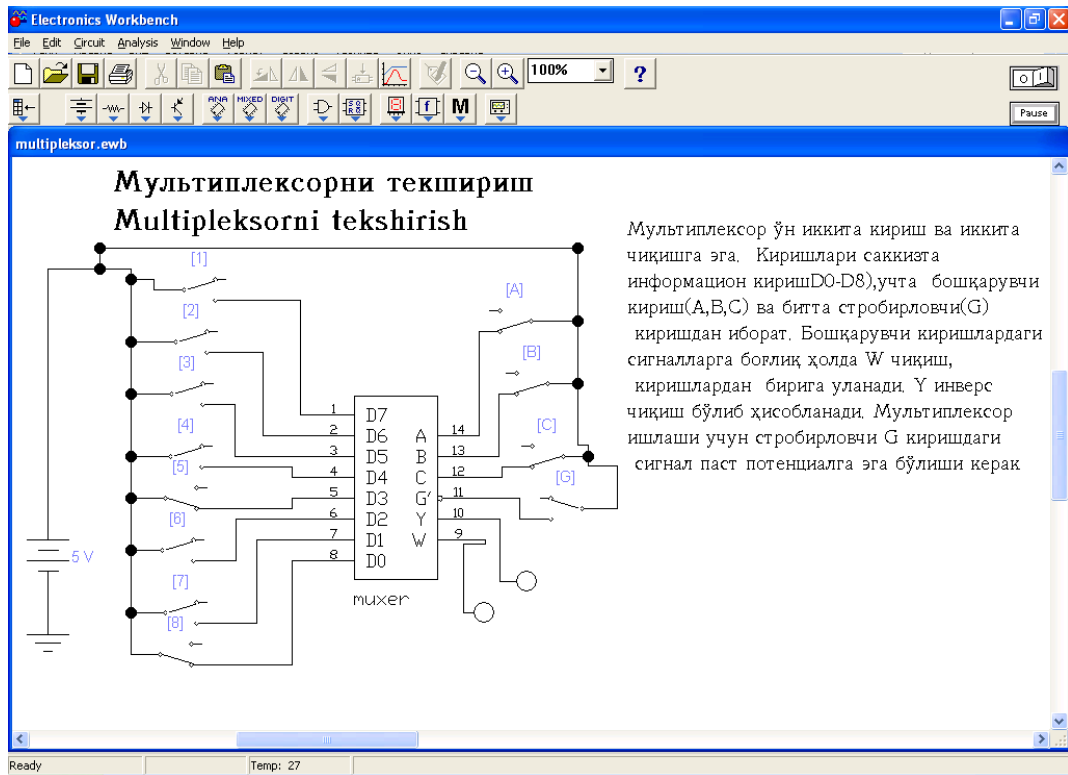 Electronics Workbench
File Edit Circuit Analysis Window Help
100%
?
ANA MIXED DIGIT
M
Pause
multipleksor.ewb
Мультиплексорни текшириш
Multipleksorni tekshirish
Мультиплексор ўн иккита кириш ва иккита
чиқишга эга. Киришлари саккизта
информацион киришD0-D8),учта бошқарувчи
кириш(A,B,C) ва битта стробирловчи(G)
киришдан иборат. Бошқарувчи киришлардаги
сигналларга боғлиқ ҳолда W чиқиш,
киришлардан бирига уланади. Y инверс
чиқиш бўлиб ҳисобланади. Мультиплексор
ишлаши учун стробирловчи G киришдаги
сигнал паст потенциалга эга бўлиши керак
[1]
[2]
[3]
[4]
[5]
[6]
[7]
[8]
5 V
[A]
[B]
[C]
[G]
1 D7
2 D6 A 14
3 D5 B 13
4 D4 C 12
5 D3 G' 11
6 D2 Y 10
7 D1 W 9
8 D0
muxer
Ready
Temp: 27